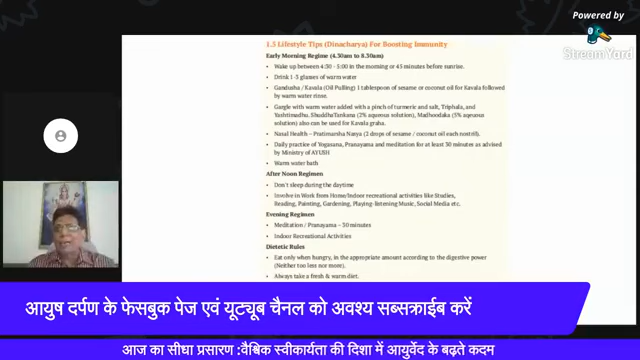 Powered by
StreamYard
1.5 Lifestyle Tips (Dinacharya) For Boosting Immunity
Early Morning Regime (4.30am to 8.30am)
• Wake up between 4:30 - 5:00 in the morning or 45 minutes before sunrise.
• Drink 1-3 glasses of warm water
• Gandusha / Kavala (Oil Pulling) 1 tablespoon of sesame or coconut oil for Kavala followed
by warm water rinse.
• Gargle with warm water added with a pinch of turmeric and salt, Triphala, and
Yashtimadhu. ShuddhaTankana (2% aqueous solution), Madhoodaka (5% aqeuous
solution) also can be used for Kavala graha.
• Nasal Health – Pratimarsha Nasya (2 drops of sesame / coconut oil each nostril).
• Daily practice of Yogasana, Pranayama and meditation for at least 30 minutes as advised
by Ministry of AYUSH
• Warm water bath
After Noon Regimen
• Don't sleep during the daytime
• Involve in Work from Home/Indoor recreational activities like Studies,
Reading, Painting, Gardening, Playing-listening Music, Social Media etc.
Evening Regimen
• Meditation / Pranayama – 30 minutes
• Indoor Recreational Activities
Dietetic Rules
• Eat only when hungry, in the appropriate amount according to the digestive power
(Neither too less nor more).
• Always take a fresh & warm diet.
आयुष दर्पण के फेसबुक पेज एवं यूट्यूब चैनल को अवश्य सब्सक्राईब करें
आज का सीधा प्रसारण :वैश्विक स्वीकार्यता की दिशा में आयुर्वेद के बढ़ते कदम